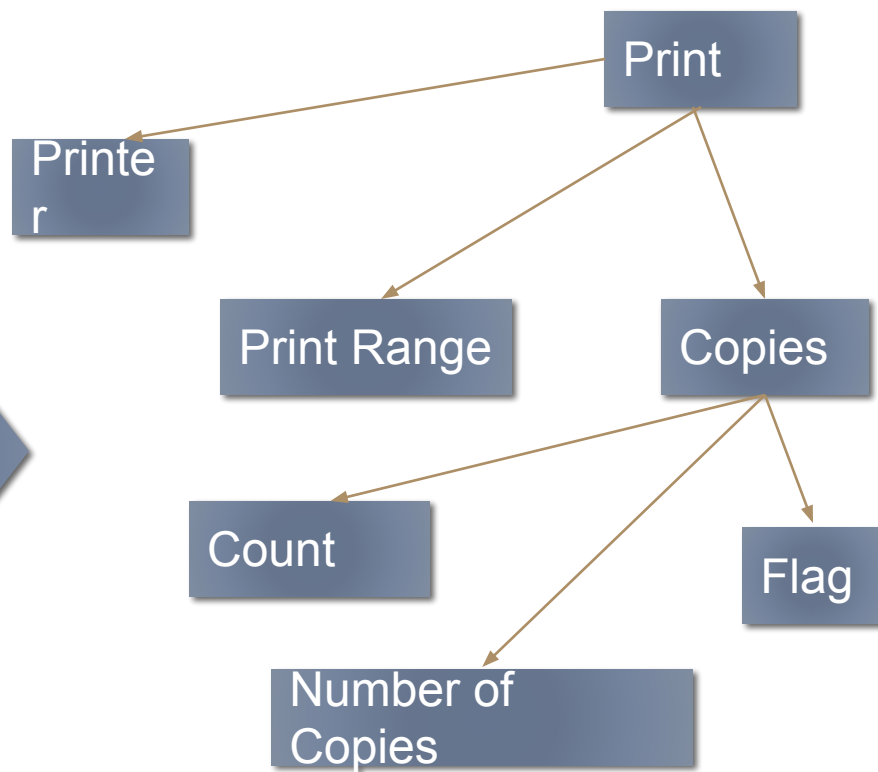 Print
Printe
r
Print Range
Copies
Count
Flag
Number of
Copies